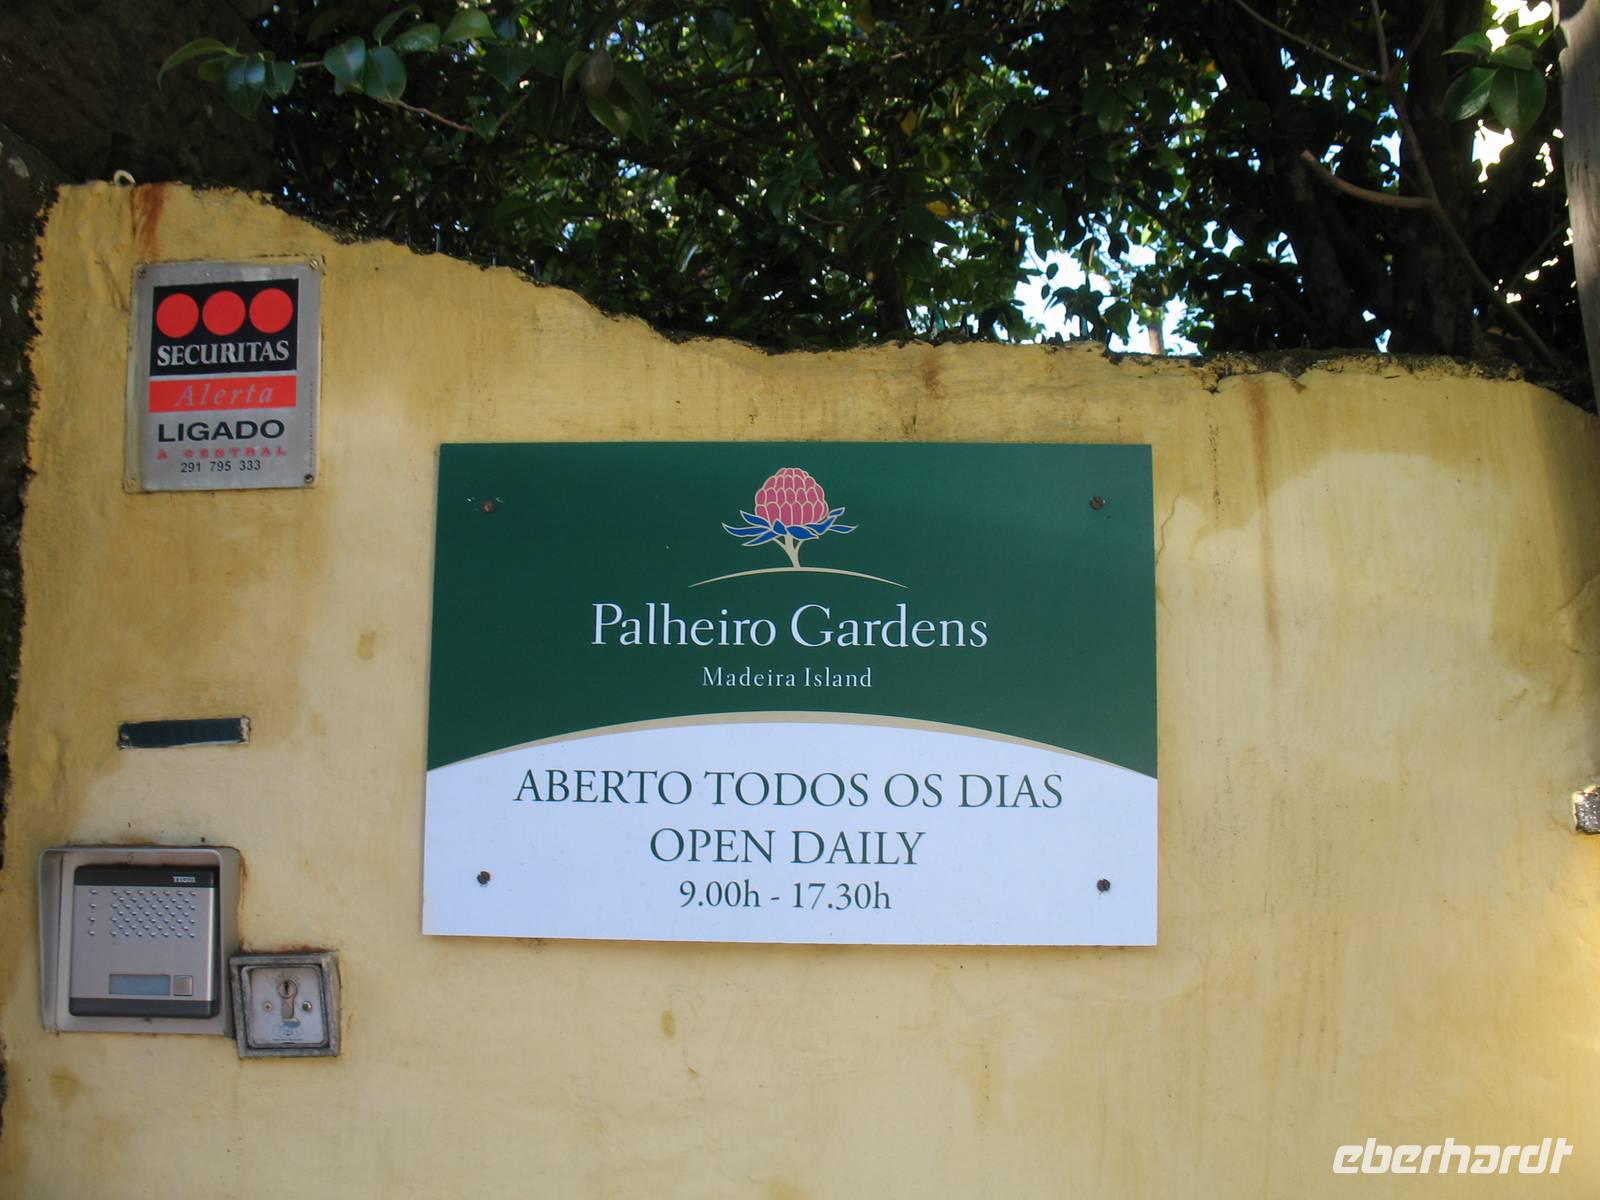 SECURITAS
Alerta
LIGADO
À CENTRAL
291 795 333
Palheiro Gardens
Madeira Island
ABERTO TODOS OS DIAS
OPEN DAILY
9.00h - 17.30h
TEGUI
eberhardt